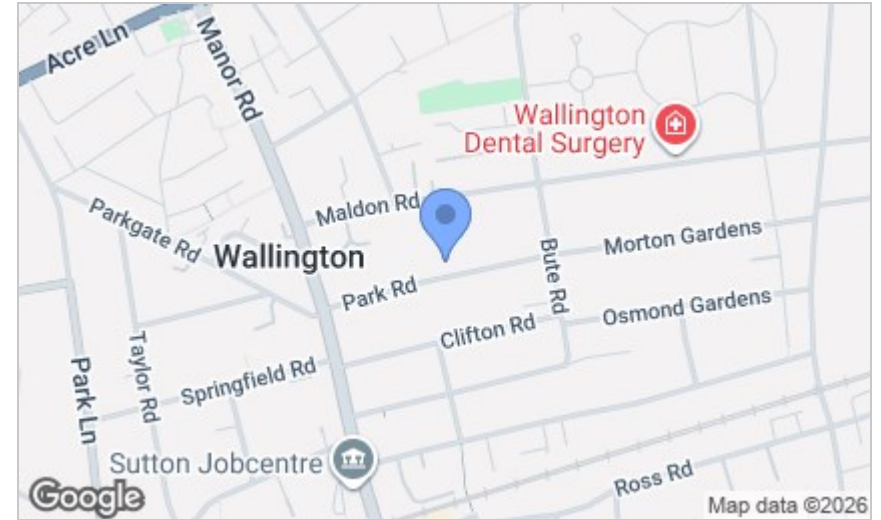 Acre Ln
Manor Rd
Wallington
Dental Surgery
Maldon Rd
Parkgate Rd
Wallington
Morton Gardens
Bute Rd
Park Rd
Osmond Gardens
Clifton Rd
Taylor Rd
Park Ln
Springfield Rd
Sutton Jobcentre
Ross Rd
Google
Map data ©2026